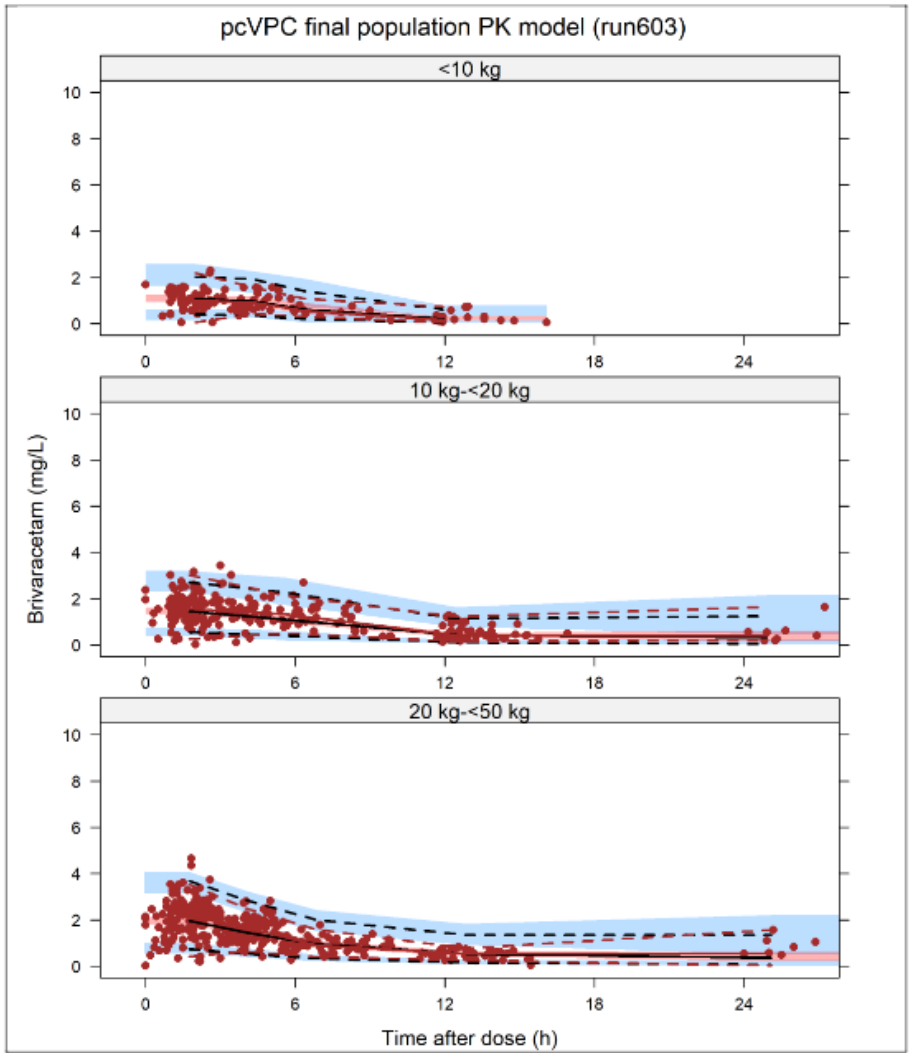 pcVPC final population PK model (run603)
<10 kg
10
8
6
4
2
0
0 6 12 18 24
10 kg-<20 kg
10
8
6
4
2
0
0 6 12 18 24
20 kg-<50 kg
10
8
6
4
2
0
0 6 12 18 24
Brivaracetam (mg/L)
Time after dose (h)